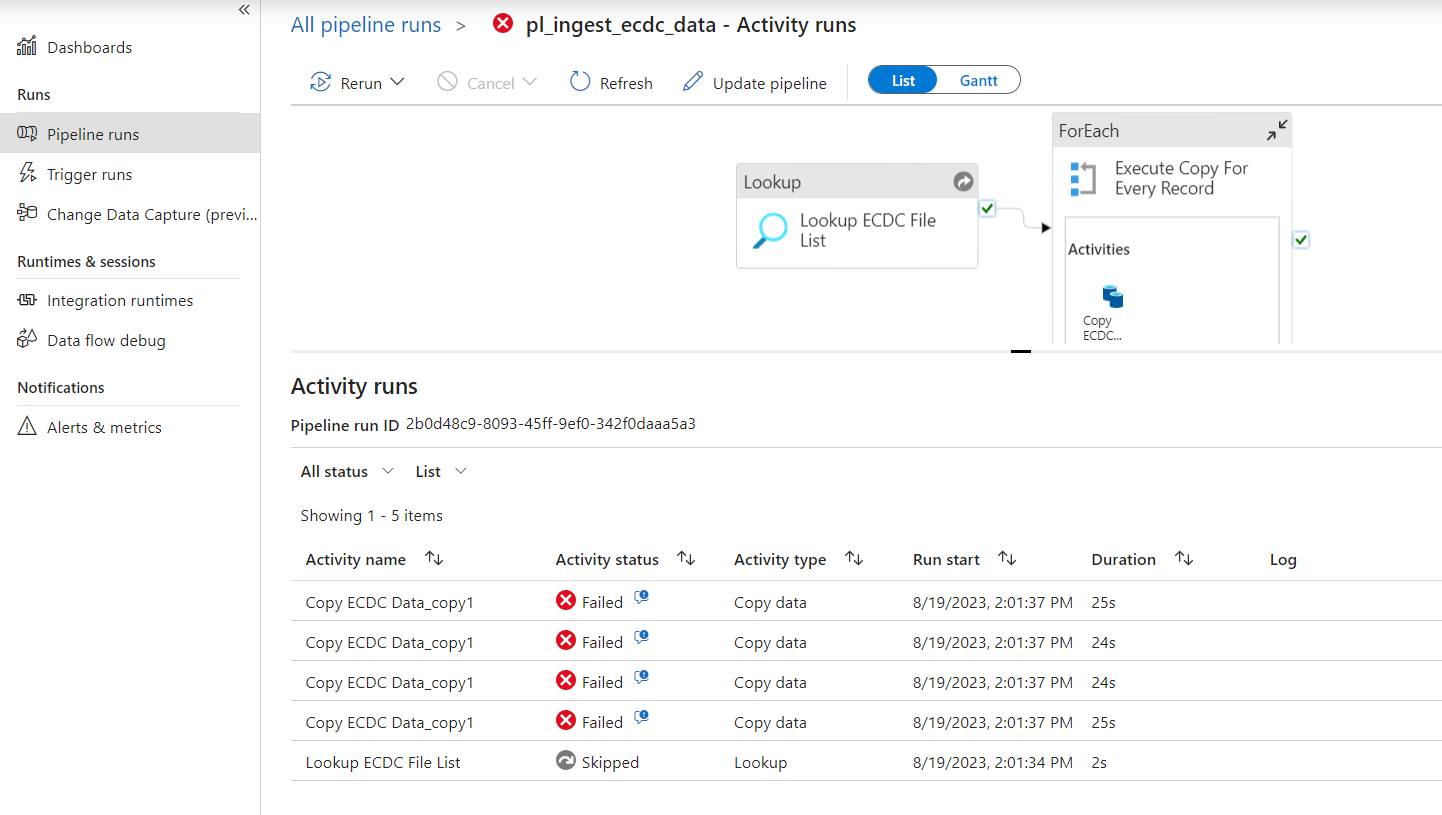 Dashboards
Runs
Pipeline runs
Trigger runs
Change Data Capture (previ...
Runtimes & sessions
Integration runtimes
Data flow debug
Notifications
Alerts & metrics
All pipeline runs > pl_ingest_ecdc_data - Activity runs
Rerun Cancel Refresh Update pipeline List Gantt
Lookup
Lookup ECDC File
List
ForEach
Execute Copy For
Every Record
Activities
Copy
ECDC...
Activity runs
Pipeline run ID 2b0d48c9-8093-45ff-9ef0-342f0daaa5a3
All status List
Showing 1 - 5 items
Activity name Activity status Activity type Run start Duration Log
Copy ECDC Data_copy1 Failed Copy data 8/19/2023, 2:01:37 PM 25s
Copy ECDC Data_copy1 Failed Copy data 8/19/2023, 2:01:37 PM 24s
Copy ECDC Data_copy1 Failed Copy data 8/19/2023, 2:01:37 PM 24s
Copy ECDC Data_copy1 Failed Copy data 8/19/2023, 2:01:37 PM 25s
Lookup ECDC File List Skipped Lookup 8/19/2023, 2:01:34 PM 2s